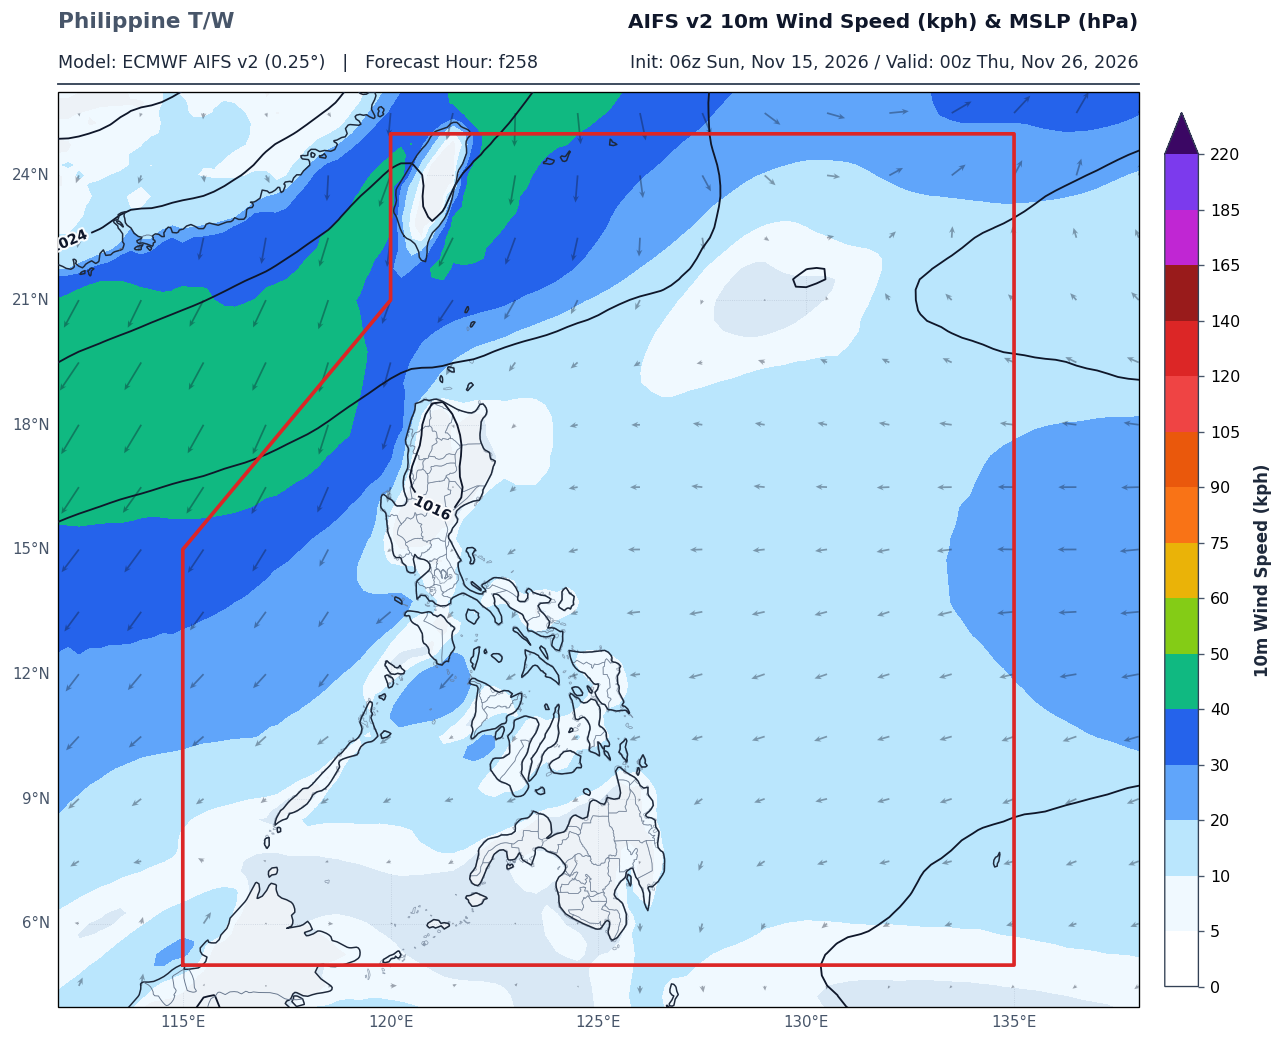 Philippine T/W
AIFS v2 10m Wind Speed (kph) & MSLP (hPa)
Model: ECMWF AIFS v2 (0.25°) | Forecast Hour: f258
Init: 06z Sun, Nov 15, 2026 / Valid: 00z Thu, Nov 26, 2026
24°N
21°N
18°N
15°N
12°N
9°N
6°N
115°E
120°E
125°E
130°E
135°E
024
1016
220
185
165
140
120
105
90
75
60
50
40
30
20
10
5
0
10m Wind Speed (kph)